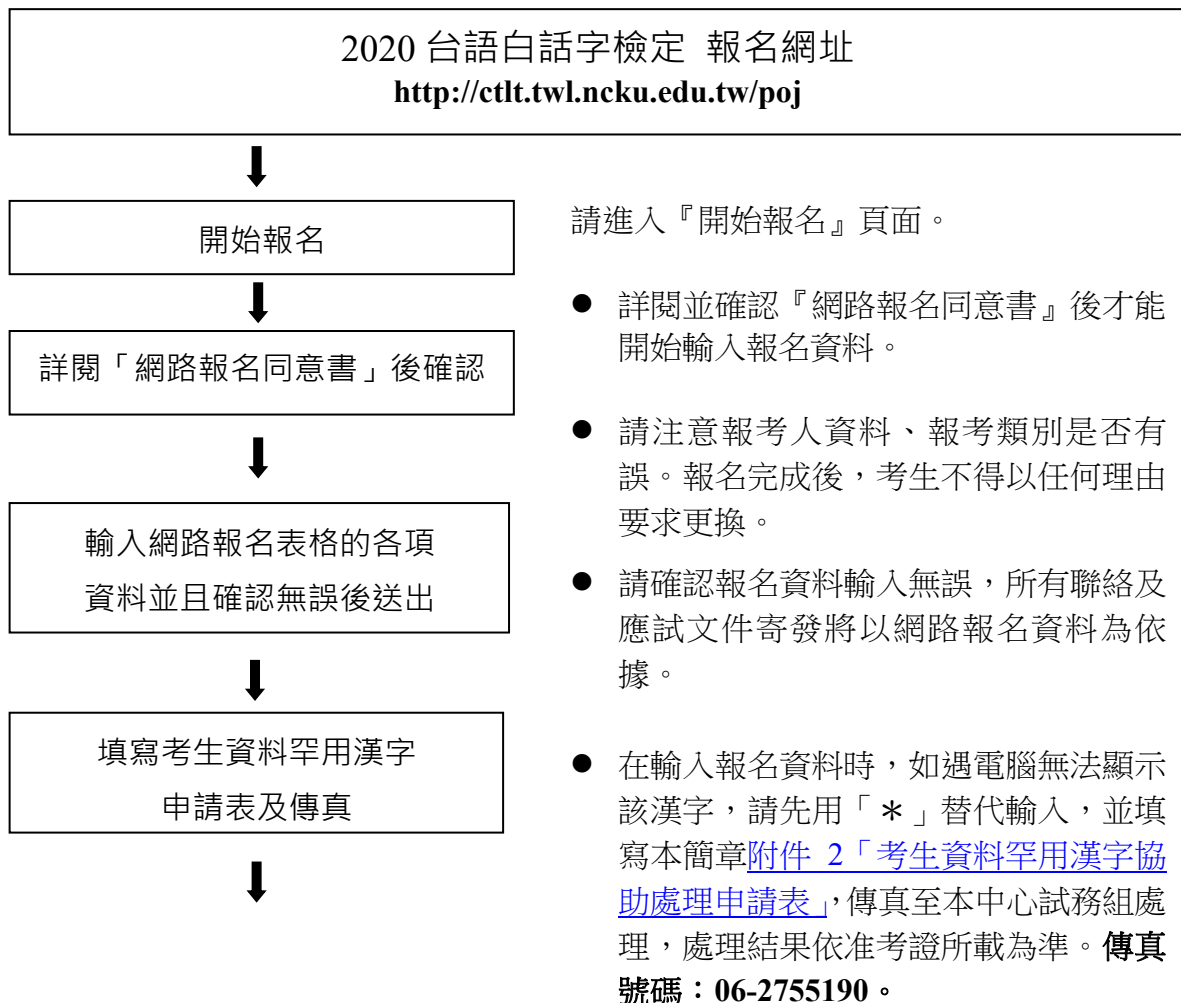 2020 台語白話字檢定 報名網址
http://ctlt.twl.ncku.edu.tw/poj
開始報名
請進入『開始報名』頁面。
詳閱「網路報名同意書」後確認
● 詳閱並確認『網路報名同意書』後才能
開始輸入報名資料。
● 請注意報考人資料、報考類別是否有
誤。報名完成後，考生不得以任何理由
要求更換。
輸入網路報名表格的各項
資料並且確認無誤後送出
● 請確認報名資料輸入無誤，所有聯絡及
應試文件寄發將以網路報名資料為依
據。
填寫考生資料罕用漢字
申請表及傳真
● 在輸入報名資料時，如遇電腦無法顯示
該漢字，請先用「＊」替代輸入，並填
寫本簡章附件 2「考生資料罕用漢字協
助處理申請表」，傳真至本中心試務組處
理，處理結果依准考證所載為準。傳真
號碼：06-2755190。